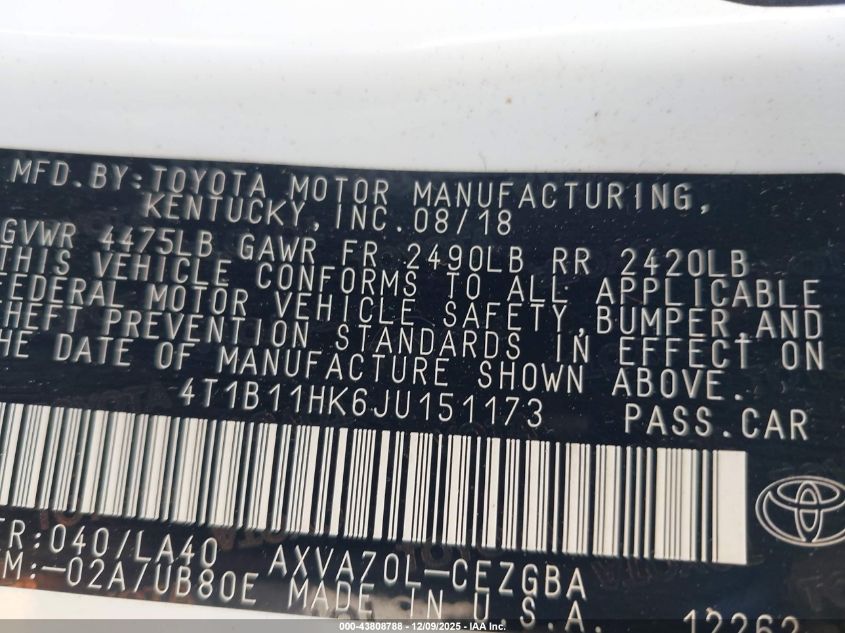 MFD.BY:TOYOTA MOTOR MANUFACTURING,
KENTUCKY, INC. 08/18
GVWR 4475LB GAWR FR 2490LB RR 2420LB
THIS VEHICLE CONFORMS TO ALL APPLICABLE
FEDERAL MOTOR VEHICLE SAFETY,BUMPER,AND
THEFT PREVENTION STANDARDS IN EFFECT ON
THE DATE OF MANUFACTURE SHOWN ABOVE.
4T1B11HK6JU151173 PASS.CAR
TR:040/LA40 AXVA70L-CEZGBA
M:-02A/UB80E MADE IN U.S.A. 12262
000-43808788 - 12/09/2025 - IAA Inc.